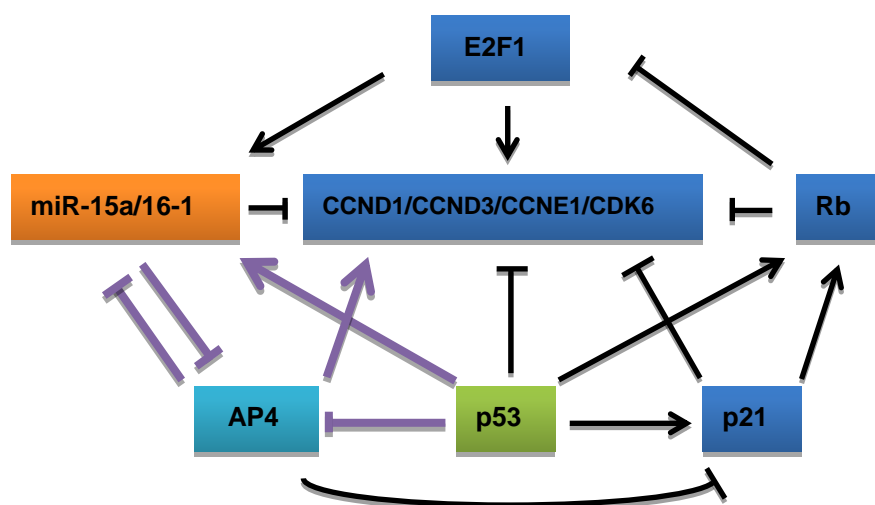 E2F1
miR-15a/16-1
CCND1/CCND3/CCNE1/CDK6
Rb
AP4
p53
p21